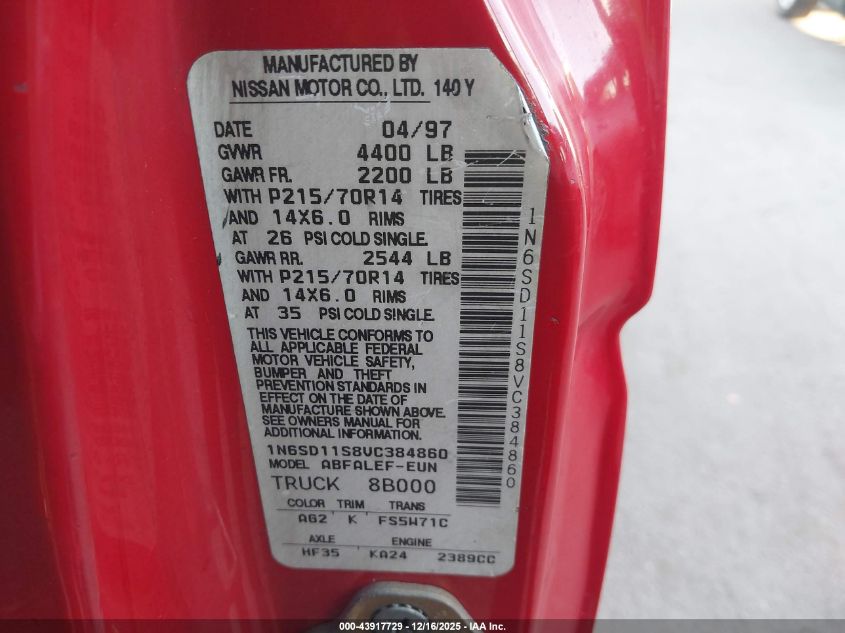 MANUFACTURED BY
NISSAN MOTOR CO., LTD. 140Y
DATE 04/97
GVWR 4400 LB
GAWR FR. 2200 LB
WITH P215/70R14 TIRES
AND 14X6.0 RIMS
AT 26 PSI COLD SINGLE.
GAWR RR. 2544 LB
WITH P215/70R14 TIRES
AND 14X6.0 RIMS
AT 35 PSI COLD SINGLE.
THIS VEHICLE CONFORMS TO
ALL APPLICABLE FEDERAL
MOTOR VEHICLE SAFETY,
BUMPER AND THEFT
PREVENTION STANDARDS IN
EFFECT ON THE DATE OF
MANUFACTURE SHOWN ABOVE.
SEE OWNERS MANUAL FOR
ADDITIONAL INFORMATION.
1N6SD11S8VC384860
MODEL ABFALEF-EUN
TRUCK 8B000
COLOR TRIM TRANS
A62 K FS5W71C
AXLE ENGINE
HF35 KA24 2389CC
1N6SD11S8VC384860
000-43917729 - 12/16/2025 - IAA Inc.